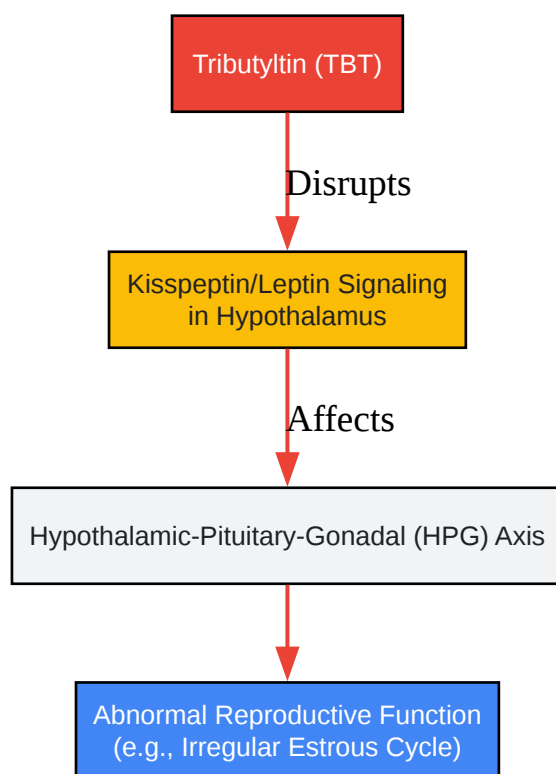 Tributyltin (TBT)
Disrupts
Kisspeptin/Leptin Signaling
in Hypothalamus
Affects
Hypothalamic-Pituitary-Gonadal (HPG) Axis
Abnormal Reproductive Function
(e.g., Irregular Estrous Cycle)